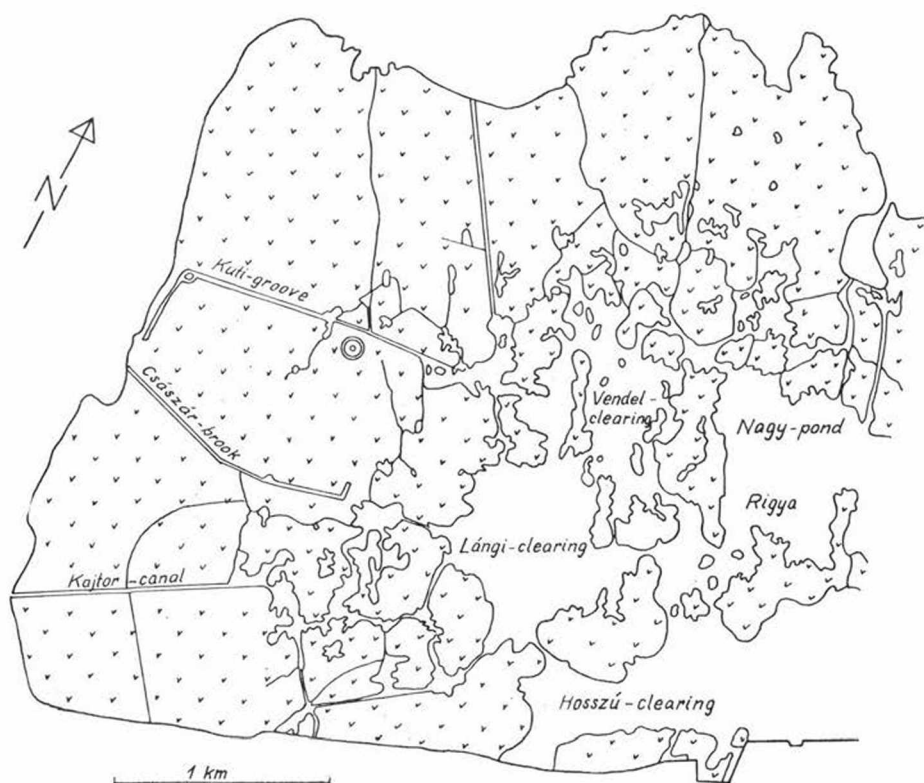 N
Kuti-groove
Császár-brook
Vendel-
clearing
Nagy-pond
Rigya
Lángi-clearing
Kajtor-canal
Hosszú-clearing
1 km